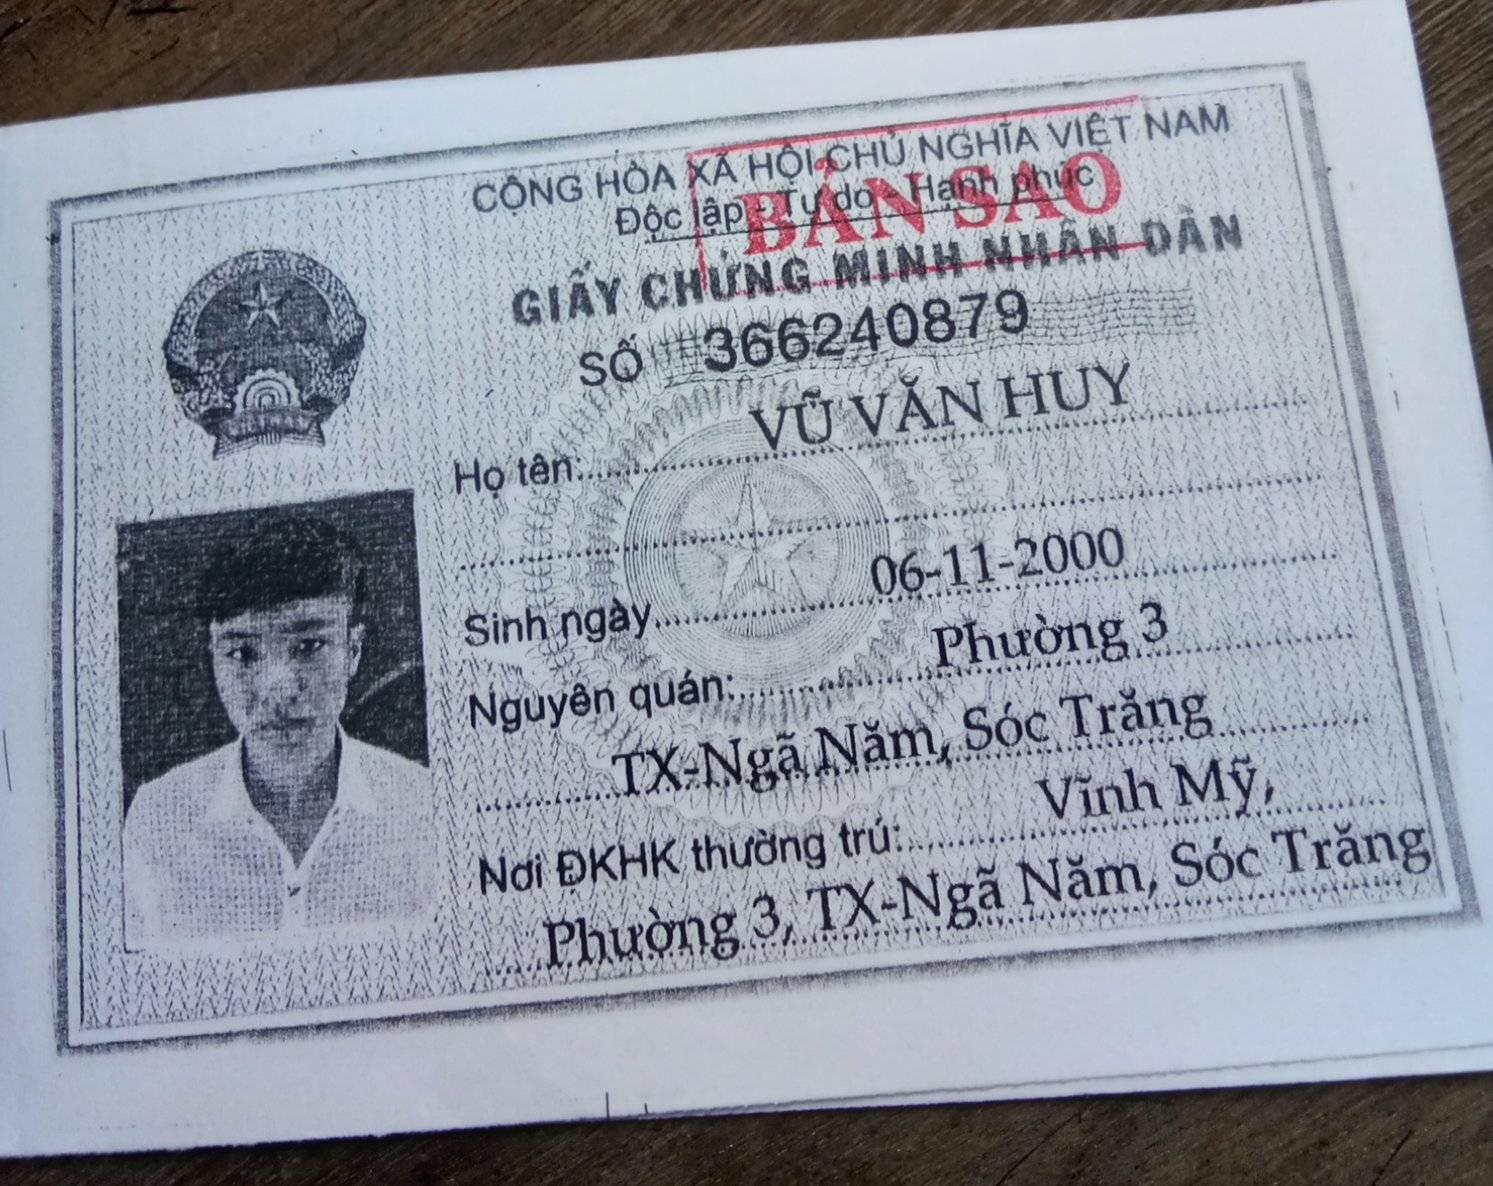 CỘNG HÒA XÃ HỘI CHỦ NGHĨA VIỆT NAM
Độc lập - Tự do - Hạnh phúc
BẢN SAO
GIẤY CHỨNG MINH NHÂN DÂN
SỐ 366240879
Họ tên: VŨ VĂN HUY
Sinh ngày 06-11-2000
Nguyên quán: Phường 3
TX-Ngã Năm, Sóc Trăng
Nơi ĐKHK thường trú: Vĩnh Mỹ,
Phường 3, TX-Ngã Năm, Sóc Trăng